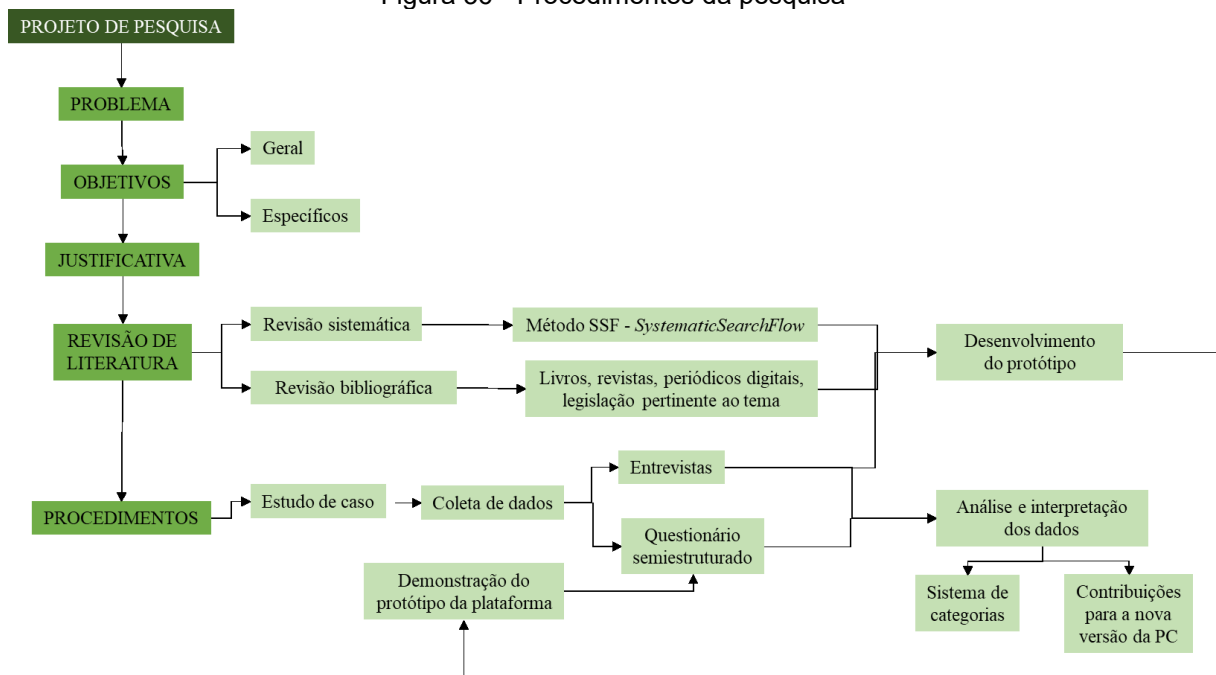 Figura 30 - Procedimentos da pesquisa
PROJETO DE PESQUISA
PROBLEMA
OBJETIVOS
Geral
Específicos
JUSTIFICATIVA
REVISÃO DE
LITERATURA
Revisão sistemática
Método SSF - SystematicSearchFlow
Revisão bibliográfica
Livros, revistas, periódicos digitais,
legislação pertinente ao tema
Desenvolvimento
do protótipo
PROCEDIMENTOS
Estudo de caso
Coleta de dados
Entrevistas
Questionário
semiestruturado
Demonstração do
protótipo da plataforma
Análise e interpretação
dos dados
Sistema de
categorias
Contribuições
para a nova
versão da PC